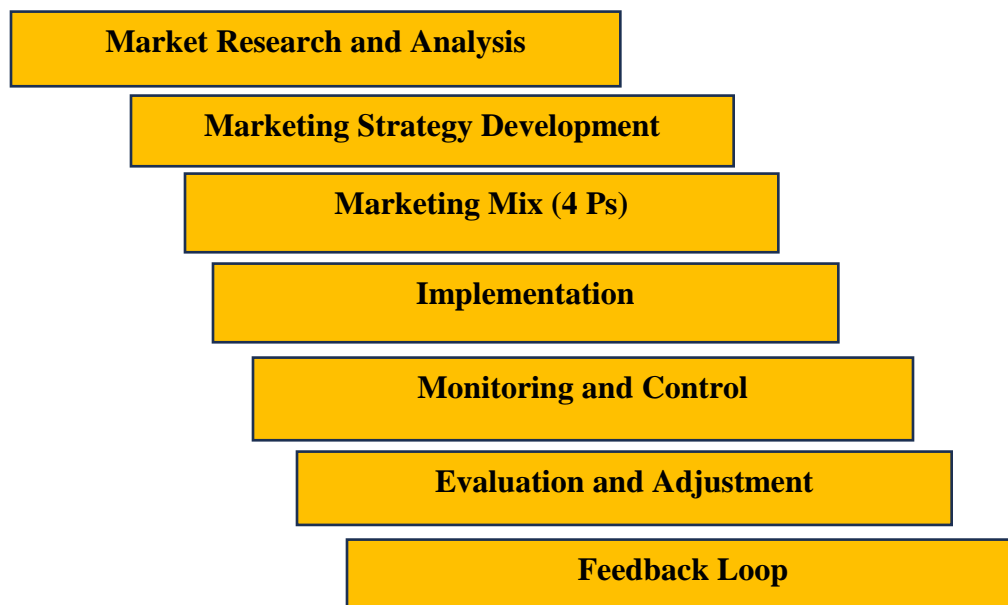 Market Research and Analysis
Marketing Strategy Development
Marketing Mix (4 Ps)
Implementation
Monitoring and Control
Evaluation and Adjustment
Feedback Loop